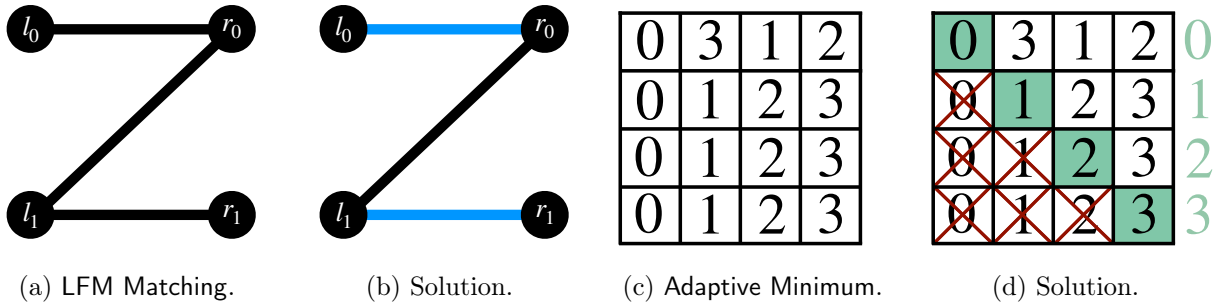 l0 r0 l0 r0 0 3 1 2 0 3 1 2 0
0 1 2 3 0 1 2 3 1
0 1 2 3 0 1 2 3 2
l1 r1 l1 r1 0 1 2 3 0 1 2 3 3
(a) LFM Matching. (b) Solution. (c) Adaptive Minimum. (d) Solution.